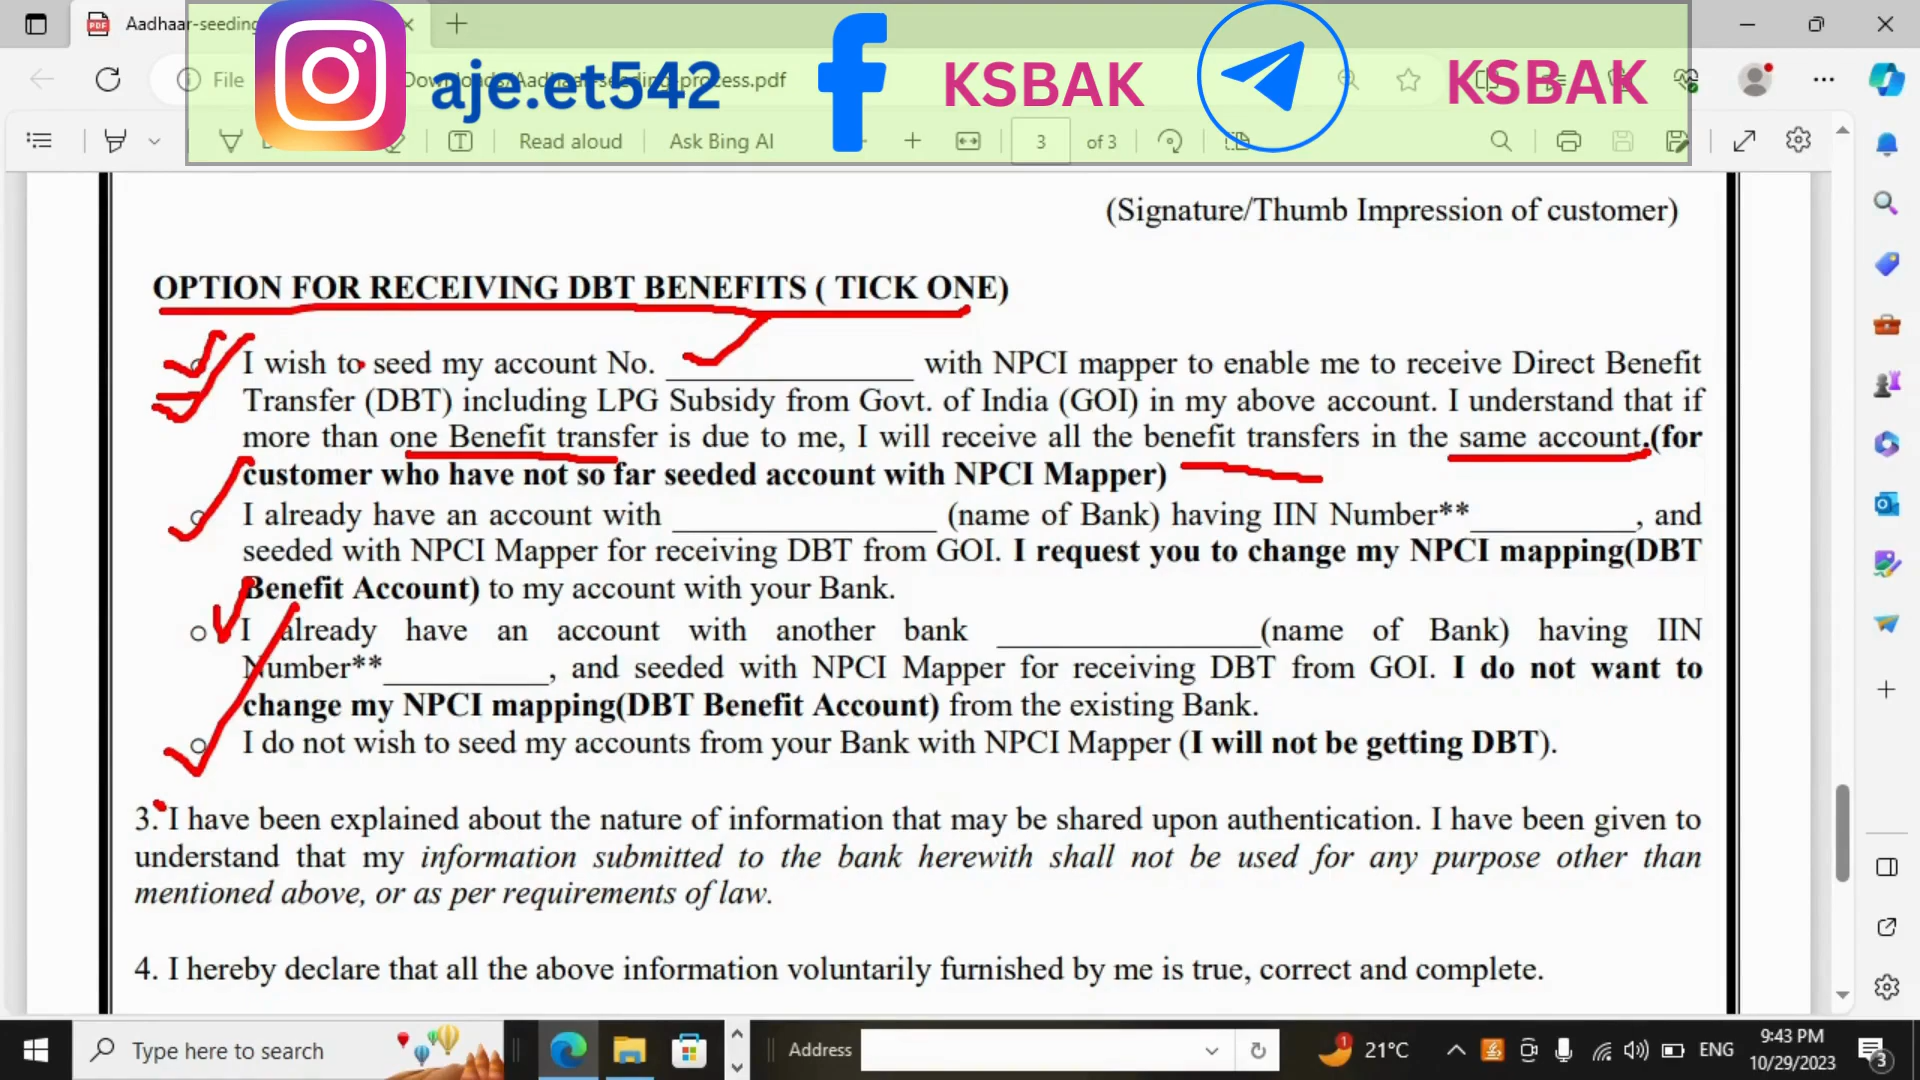 Aadhaar-seeding
File
Downloads/Aadhaar-seeding-process.pdf
aje.et542
KSBAK
KSBAK
Read aloud
Ask Bing AI
3
of 3
(Signature/Thumb Impression of customer)
OPTION FOR RECEIVING DBT BENEFITS ( TICK ONE)
I wish to seed my account No. _______________ with NPCI mapper to enable me to receive Direct Benefit
Transfer (DBT) including LPG Subsidy from Govt. of India (GOI) in my above account. I understand that if
more than one Benefit transfer is due to me, I will receive all the benefit transfers in the same account.(for
customer who have not so far seeded account with NPCI Mapper)
I already have an account with ________________ (name of Bank) having IIN Number**__________, and
seeded with NPCI Mapper for receiving DBT from GOI. I request you to change my NPCI mapping(DBT
Benefit Account) to my account with your Bank.
I already have an account with another bank ________________(name of Bank) having IIN
Number**__________, and seeded with NPCI Mapper for receiving DBT from GOI. I do not want to
change my NPCI mapping(DBT Benefit Account) from the existing Bank.
I do not wish to seed my accounts from your Bank with NPCI Mapper (I will not be getting DBT).
3. I have been explained about the nature of information that may be shared upon authentication. I have been given to
understand that my information submitted to the bank herewith shall not be used for any purpose other than
mentioned above, or as per requirements of law.
4. I hereby declare that all the above information voluntarily furnished by me is true, correct and complete.
Type here to search
Address
1
21°C
ENG
9:43 PM
10/29/2023
3